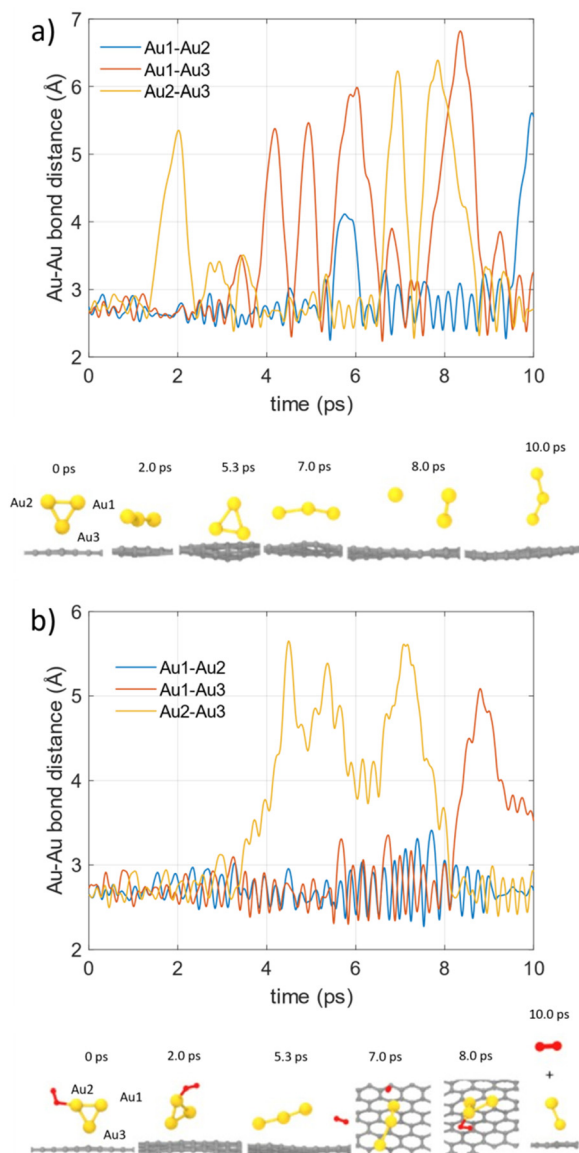 a)
Au1-Au2
Au1-Au3
Au2-Au3
Au-Au bond distance (Å)
7
6
5
4
3
2
0 2 4 6 8 10
time (ps)
0 ps 2.0 ps 5.3 ps 7.0 ps 8.0 ps 10.0 ps
Au2 Au1
Au3
b)
Au1-Au2
Au1-Au3
Au2-Au3
Au-Au bond distance (Å)
6
5
4
3
2
0 2 4 6 8 10
time (ps)
10.0 ps
0 ps 2.0 ps 5.3 ps 7.0 ps 8.0 ps
Au2 Au1
+
Au3